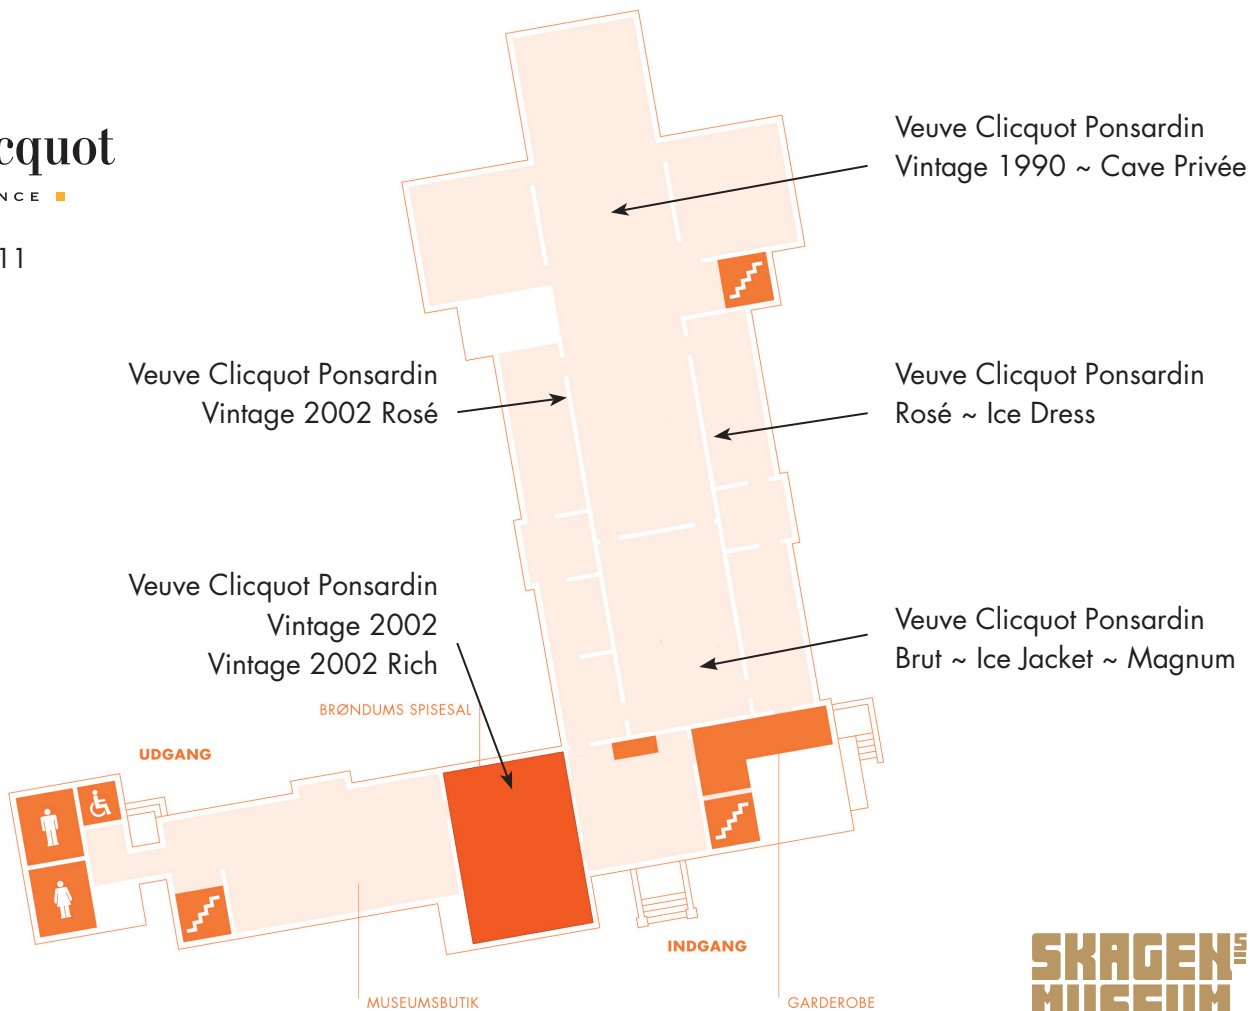 cquot
NCE
11
Veuve Clicquot Ponsardin
Vintage 1990 ~ Cave Privée
Veuve Clicquot Ponsardin
Vintage 2002 Rosé
Veuve Clicquot Ponsardin
Rosé ~ Ice Dress
Veuve Clicquot Ponsardin
Vintage 2002
Vintage 2002 Rich
Veuve Clicquot Ponsardin
Brut ~ Ice Jacket ~ Magnum
BRØNDUMS SPISESAL
UDGANG
INDGANG
MUSEUMSBUTIK
GARDEROBE
SKAGENS
MUSEUM